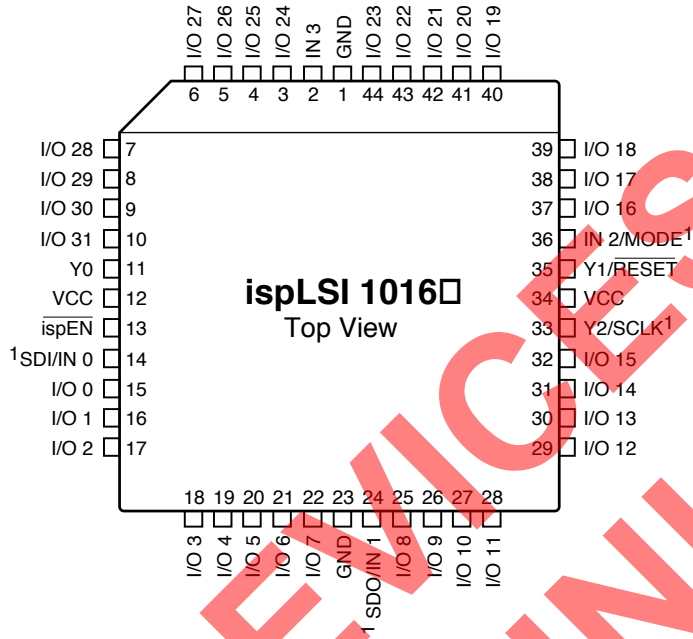 I/O 27
I/O 26
I/O 25
I/O 24
IN 3
GND
I/O 23
I/O 22
I/O 21
I/O 20
I/O 19
6 5 4 3 2 1 44 43 42 41 40
I/O 28 7
I/O 29 8
I/O 30 9
I/O 31 10
Y0 11
VCC 12
ispEN 13
¹SDI/IN 0 14
I/O 0 15
I/O 1 16
I/O 2 17
ispLSI 1016
Top View
39 I/O 18
38 I/O 17
37 I/O 16
36 IN 2/MODE¹
35 Y1/RESET
34 VCC
33 Y2/SCLK¹
32 I/O 15
31 I/O 14
30 I/O 13
29 I/O 12
18 19 20 21 22 23 24 25 26 27 28
I/O 3
I/O 4
I/O 5
I/O 6
I/O 7
GND
¹ SDO/IN 1
I/O 8
I/O 9
I/O 10
I/O 11